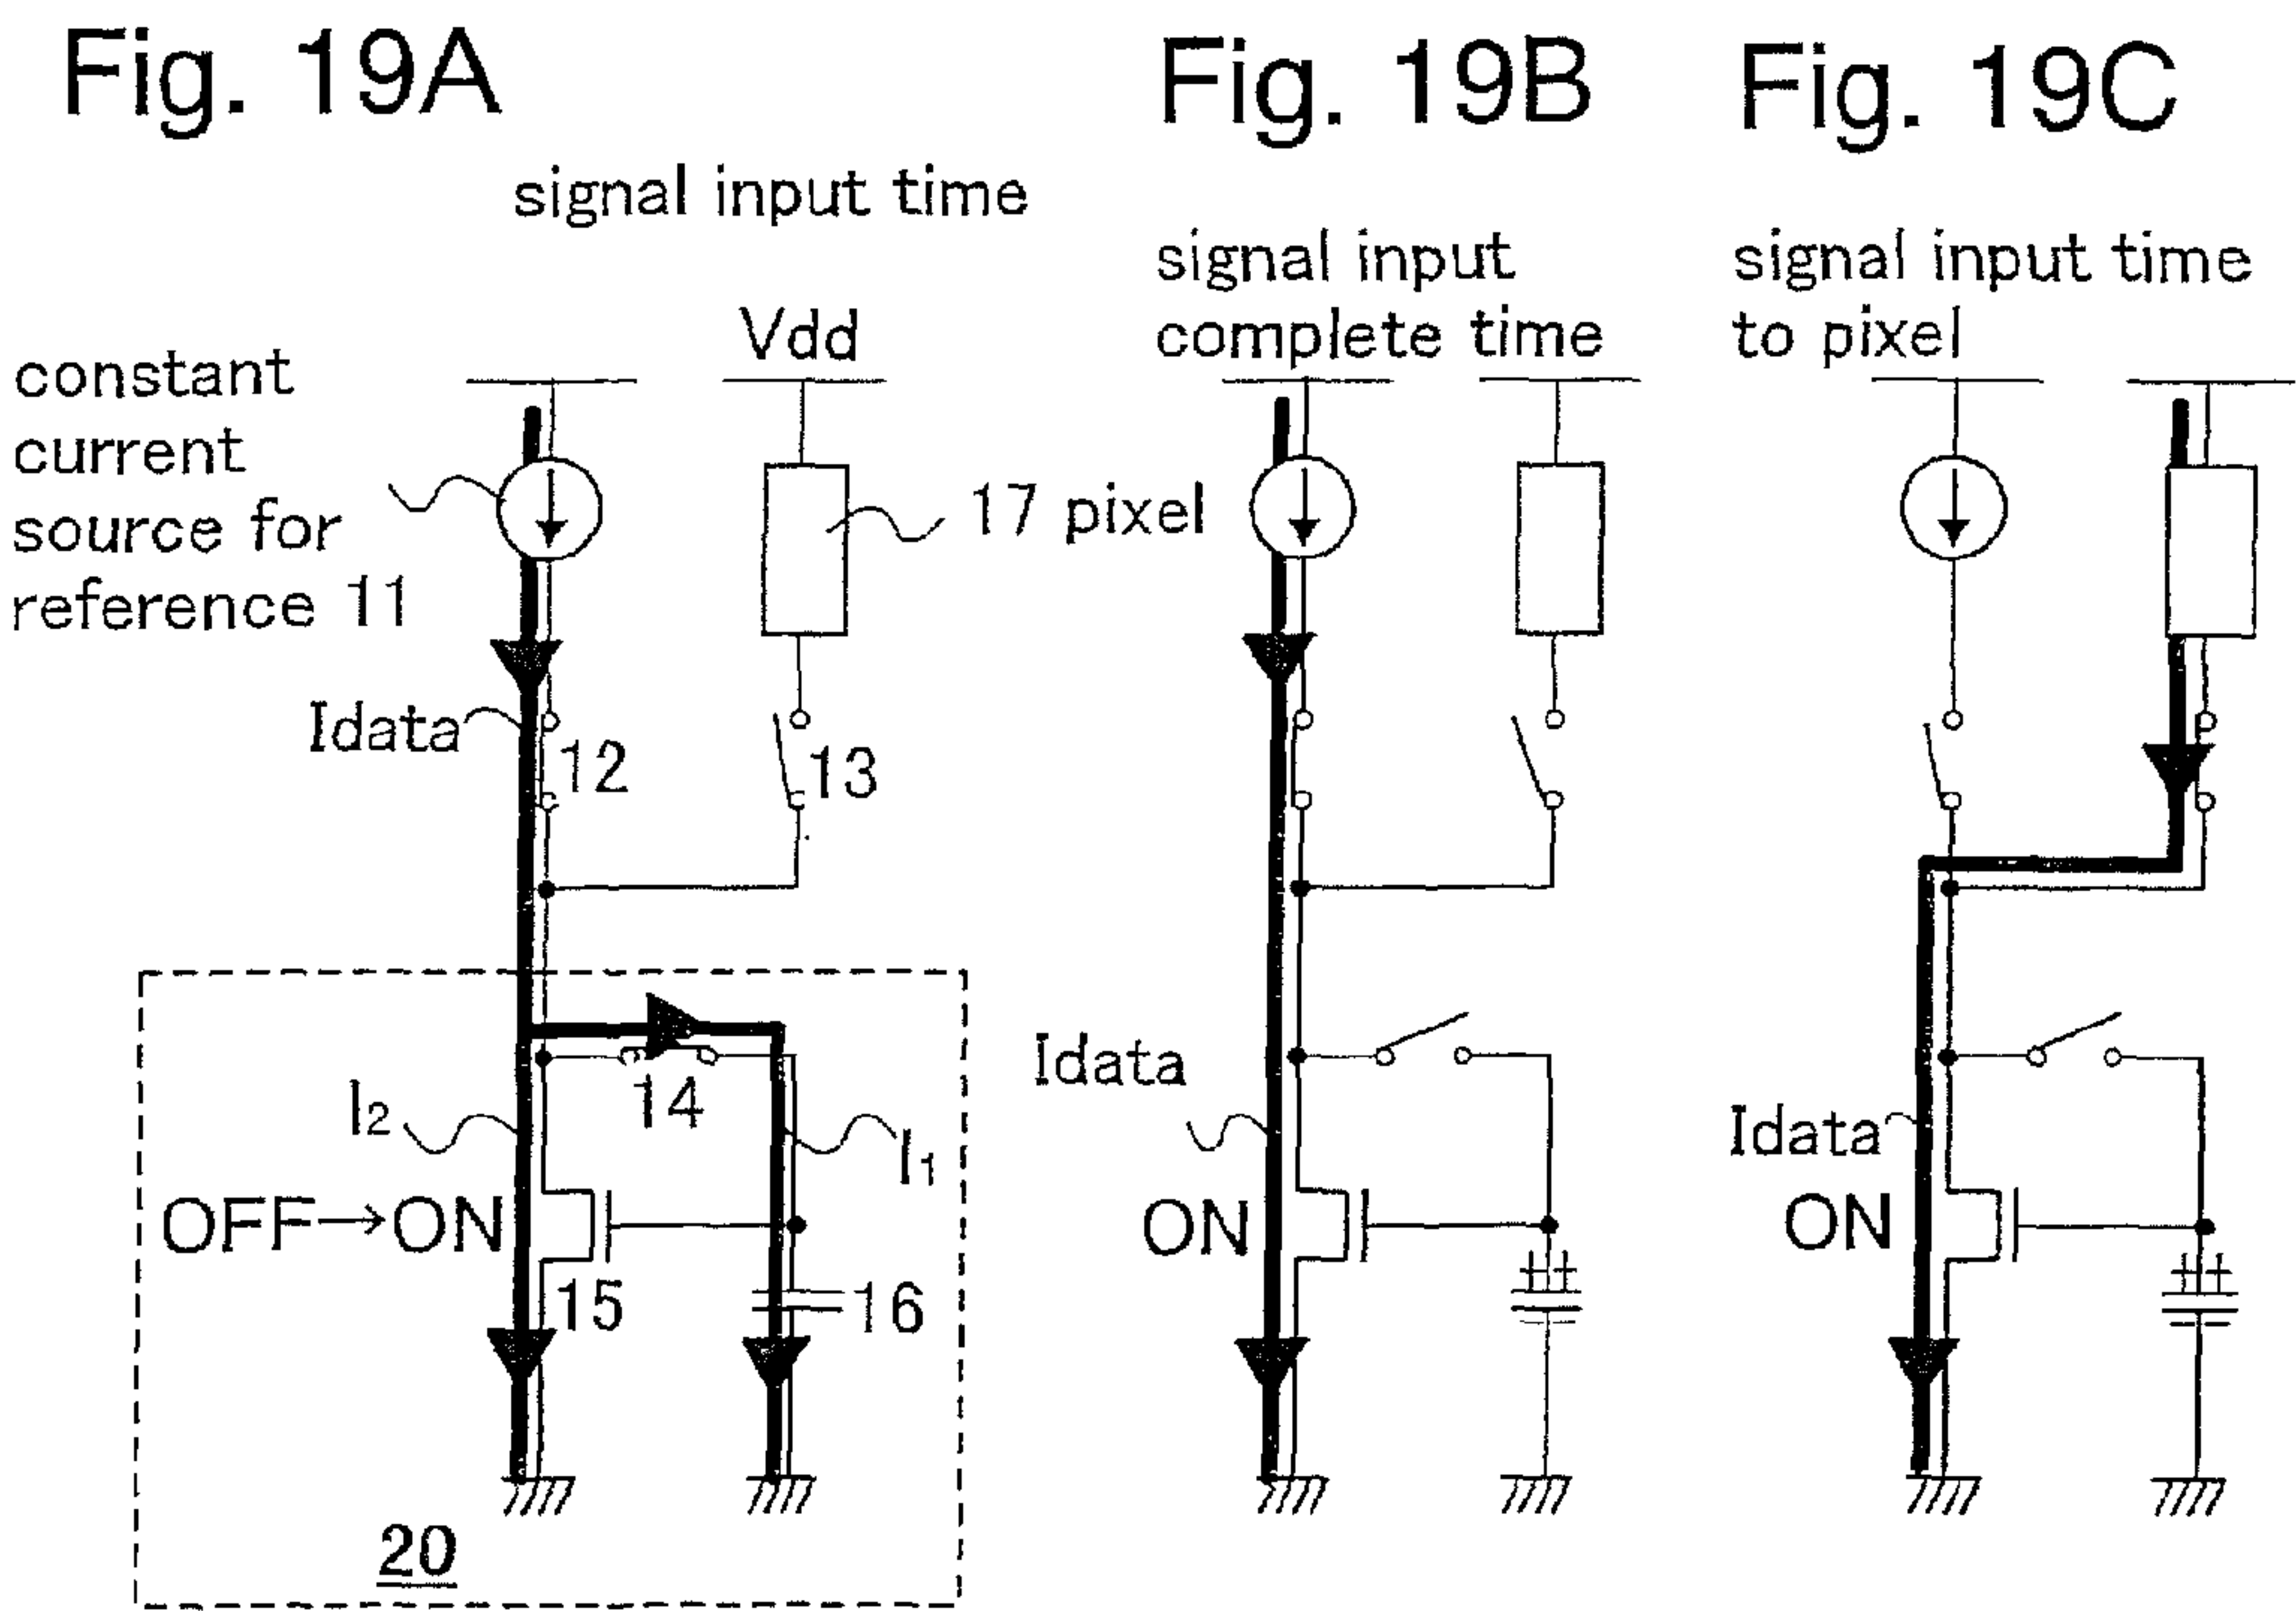 Fig. 19A
signal input time
constant
current
source for
reference 11
Vdd
17 pixel
Idata
12
13
14
I2
I1
OFF→ON
15
16
20
Fig. 19B
signal input
complete time
Idata
ON
Fig. 19C
signal input time
to pixel
Idata
ON